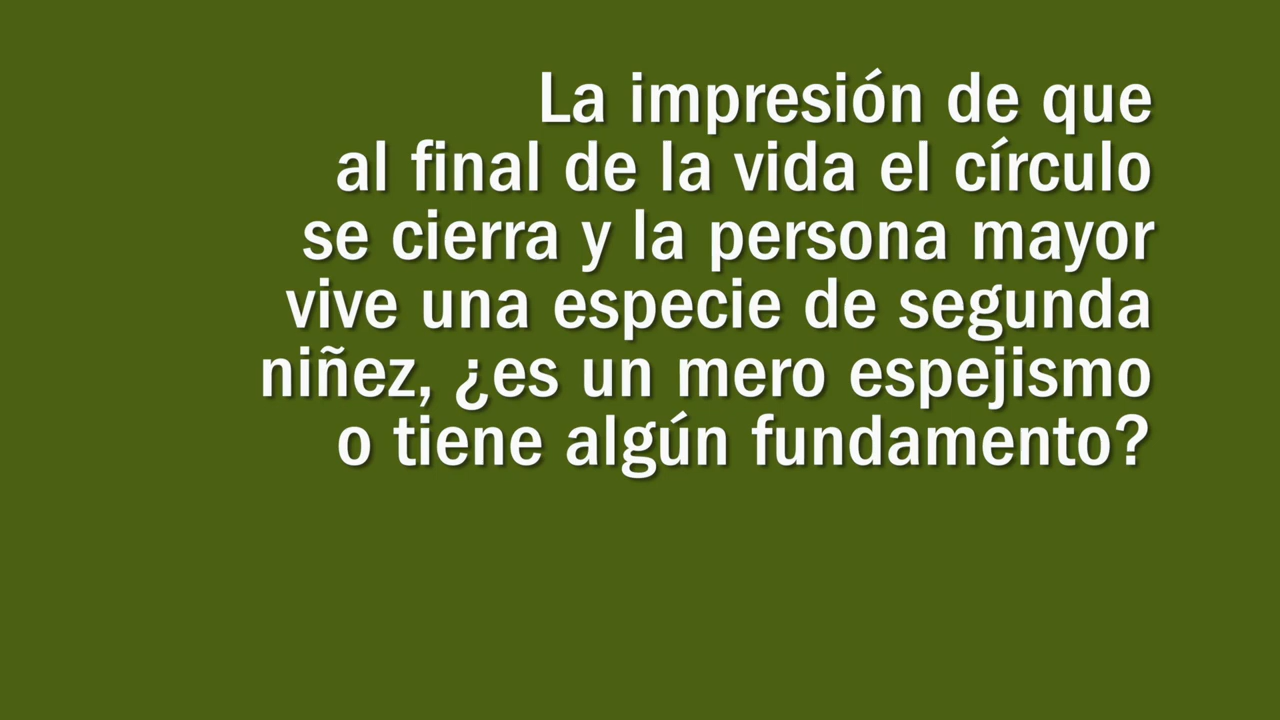 La impresión de que
al final de la vida el círculo
se cierra y la persona mayor
vive una especie de segunda
niñez, ¿es un mero espejismo
o tiene algún fundamento?